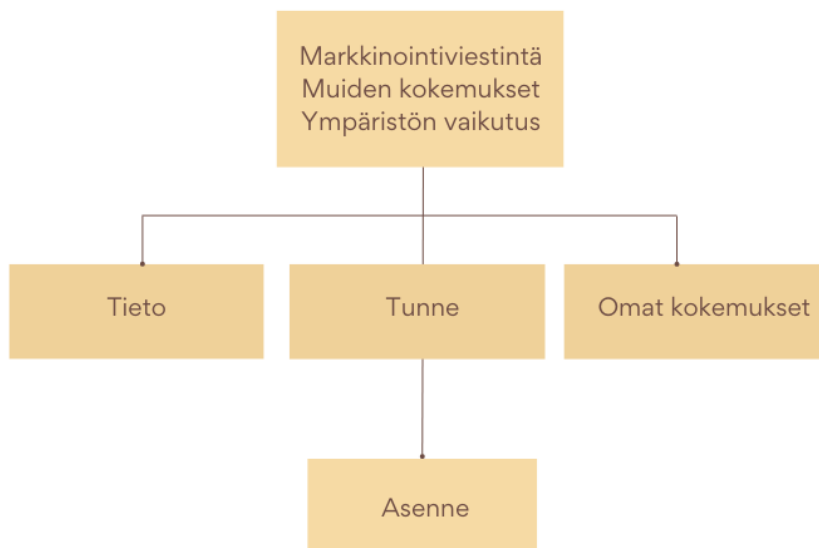 Markkinointiviestintä
Muiden kokemukset
Ympäristön vaikutus
Tieto
Tunne
Omat kokemukset
Asenne